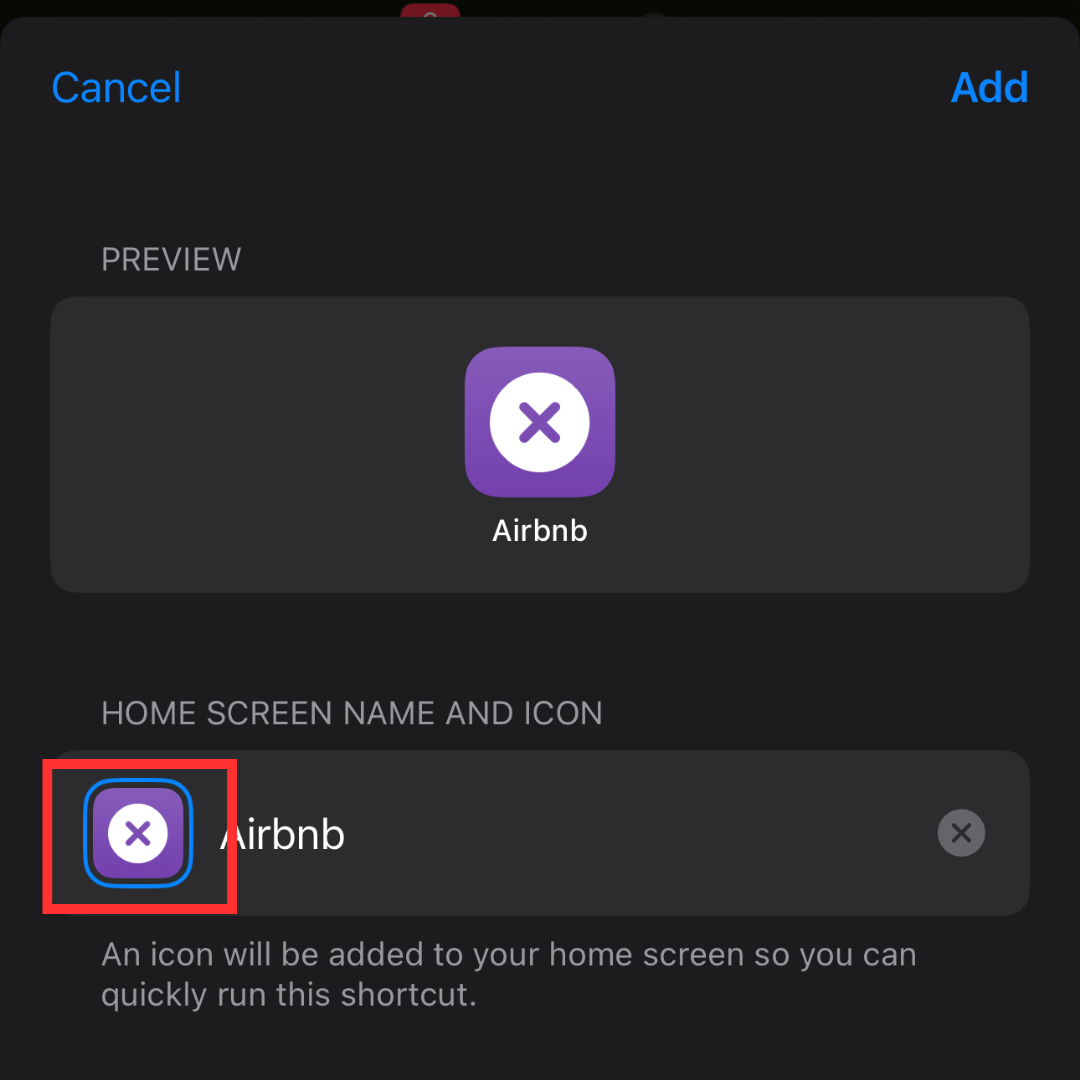 Cancel
Add
PREVIEW
Airbnb
HOME SCREEN NAME AND ICON
Airbnb
An icon will be added to your home screen so you can
quickly run this shortcut.